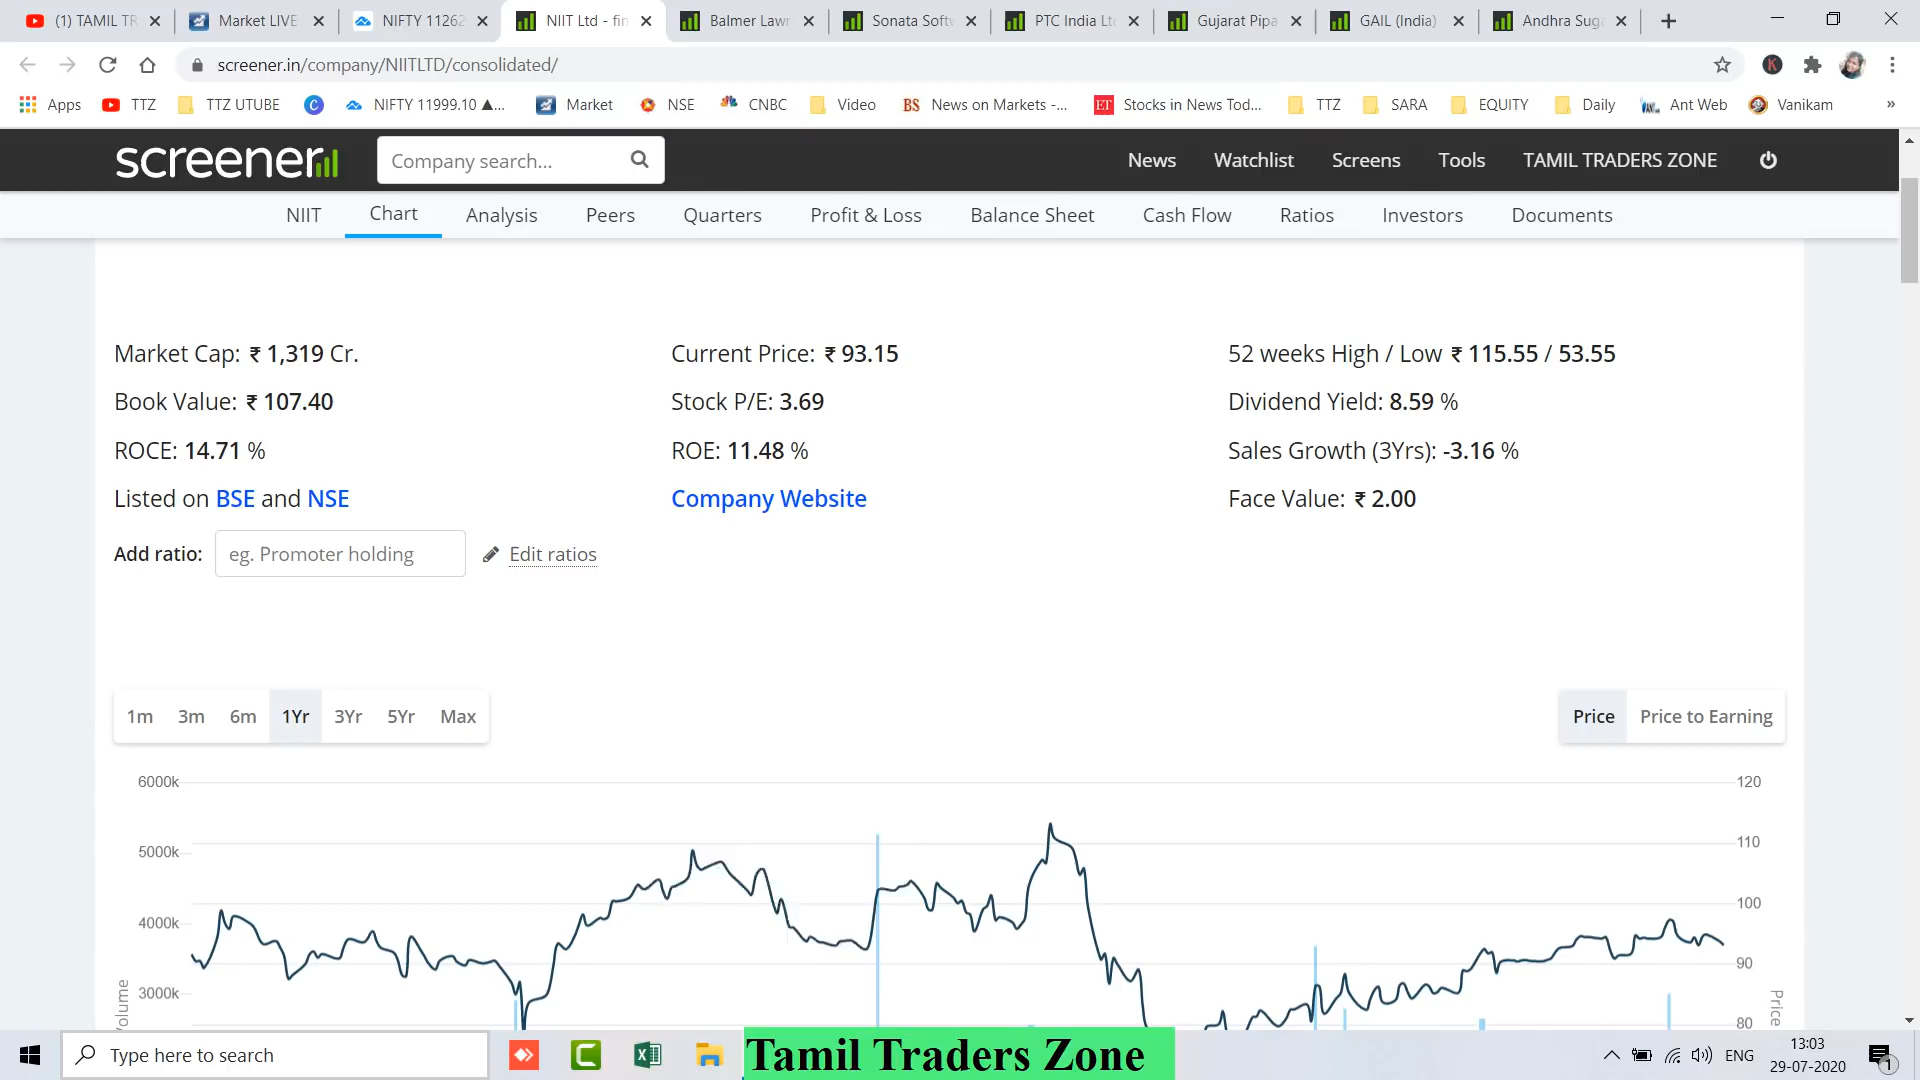 (1) TAMIL TR
Market LIVE
NIFTY 11262
NIIT Ltd - fin
Balmer Lawr
Sonata Softw
PTC India Ltd
Gujarat Pipa
GAIL (India)
Andhra Suga
screener.in/company/NIITLTD/consolidated/
K
Apps
TTZ
TTZ UTUBE
C
NIFTY 11999.10 ▲...
Market
NSE
CNBC
Video
BS News on Markets -...
ET Stocks in News Tod...
TTZ
SARA
EQUITY
Daily
Ant Web
Vanikam
»
screener
Company search...
News
Watchlist
Screens
Tools
TAMIL TRADERS ZONE
NIIT
Chart
Analysis
Peers
Quarters
Profit & Loss
Balance Sheet
Cash Flow
Ratios
Investors
Documents
Market Cap: ₹ 1,319 Cr.
Current Price: ₹ 93.15
52 weeks High / Low ₹ 115.55 / 53.55
Book Value: ₹ 107.40
Stock P/E: 3.69
Dividend Yield: 8.59 %
ROCE: 14.71 %
ROE: 11.48 %
Sales Growth (3Yrs): -3.16 %
Listed on BSE and NSE
Company Website
Face Value: ₹ 2.00
Add ratio:
eg. Promoter holding
Edit ratios
1m
3m
6m
1Yr
3Yr
5Yr
Max
Price
Price to Earning
6000k
120
5000k
110
4000k
100
90
3000k
80
Volume
Price
Type here to search
Tamil Traders Zone
ENG
13:03
29-07-2020
1